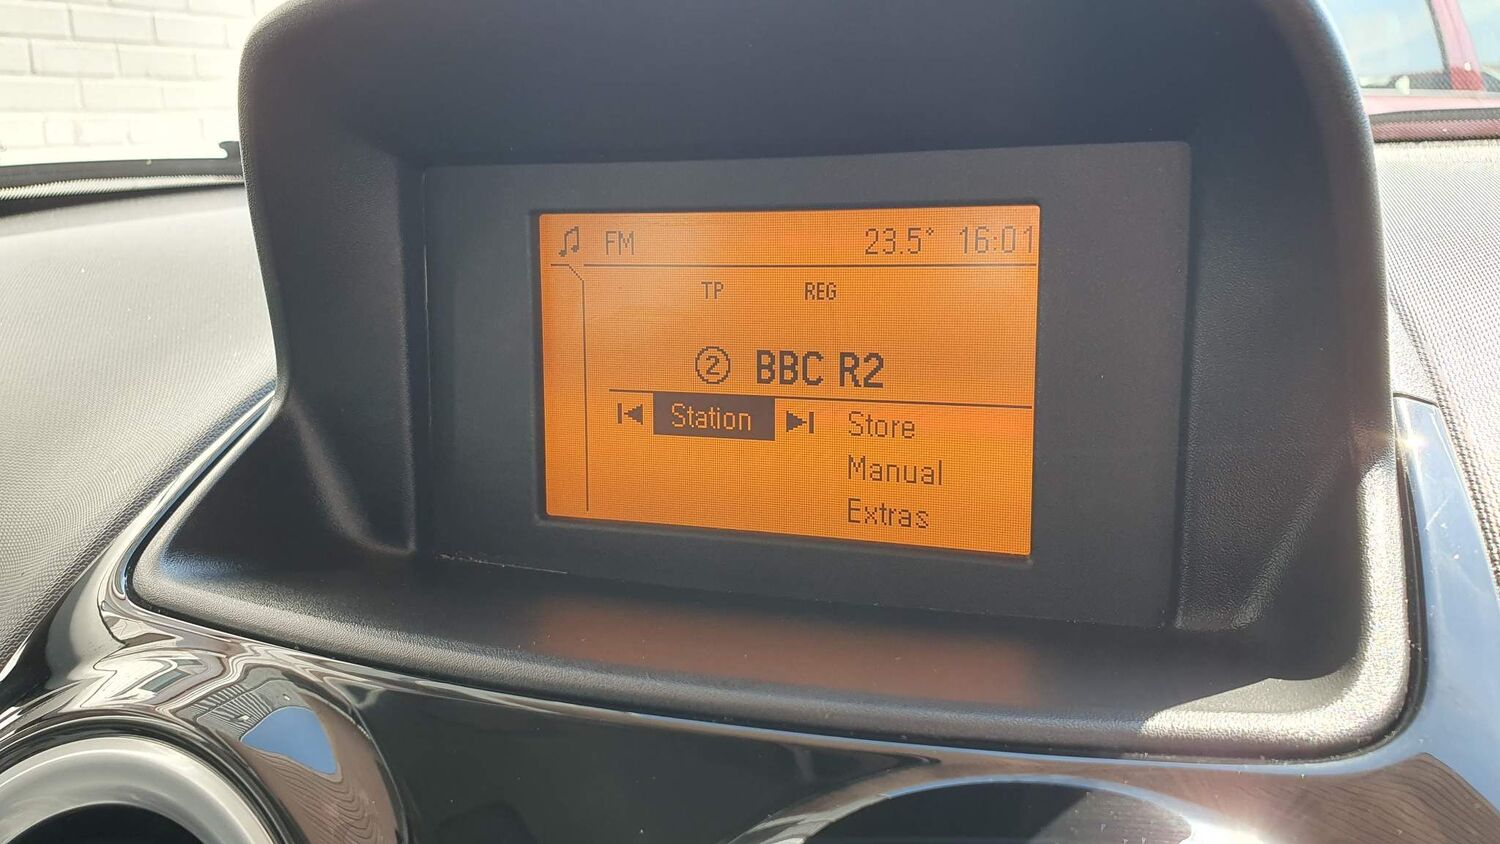 FM 23.5° 16:01
TP REG
2 BBC R2
Station Store
Manual
Extras